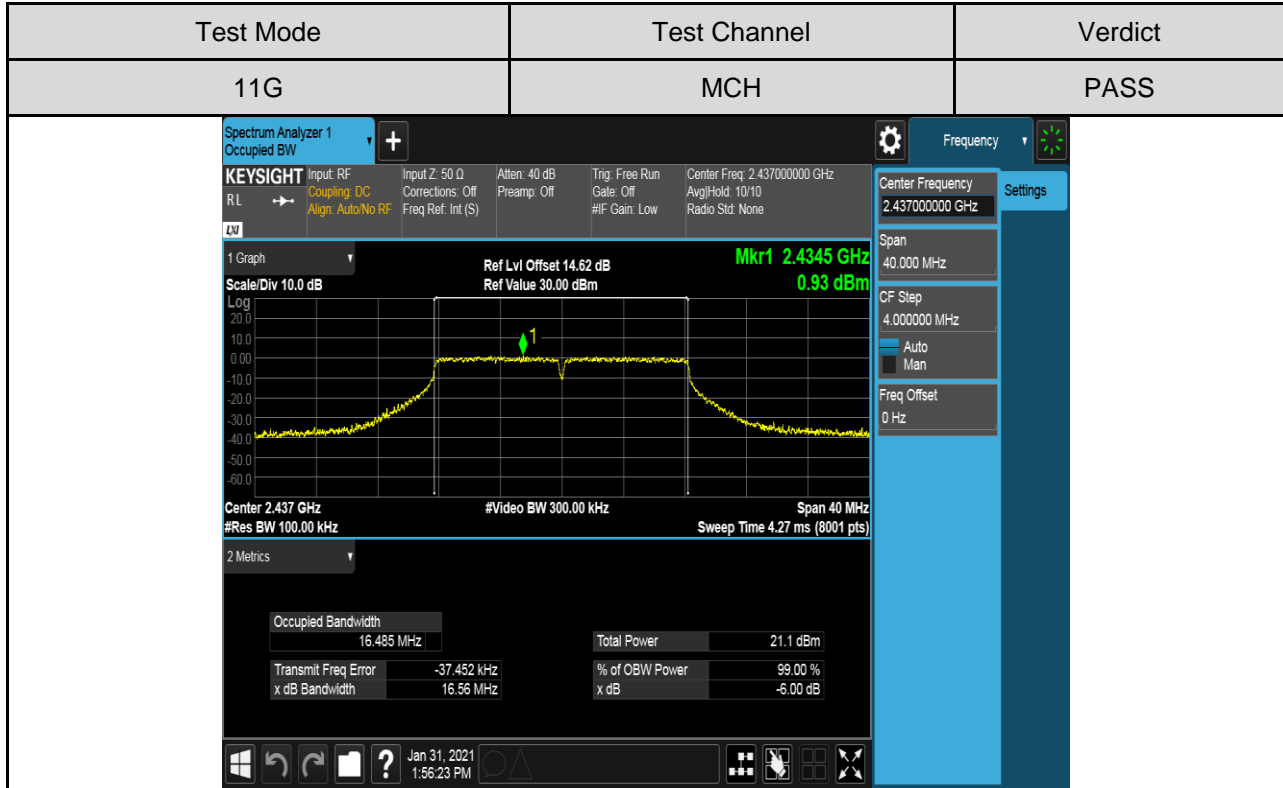 Test Mode Test Channel Verdict
11G MCH PASS
Spectrum Analyzer 1
Occupied BW
+
Frequency
KEYSIGHT Input: RF Input Z: 50 Ω Atten: 40 dB Trig: Free Run Center Freq: 2.437000000 GHz
RL Coupling: DC Corrections: Off Preamp: Off Gate: Off Avg|Hold: 10/10
Align: Auto/No RF Freq Ref: Int (S) #IF Gain: Low Radio Std: None
LXI
Center Frequency
2.437000000 GHz
Settings
Span
40.000 MHz
CF Step
4.000000 MHz
Auto
Man
Freq Offset
0 Hz
1 Graph Ref Lvl Offset 14.62 dB Mkr1 2.4345 GHz
Scale/Div 10.0 dB Ref Value 30.00 dBm 0.93 dBm
Log
20.0
10.0
1
0.00
-10.0
-20.0
-30.0
-40.0
-50.0
-60.0
Center 2.437 GHz #Video BW 300.00 kHz Span 40 MHz
#Res BW 100.00 kHz Sweep Time 4.27 ms (8001 pts)
2 Metrics
Occupied Bandwidth
16.485 MHz Total Power 21.1 dBm
Transmit Freq Error -37.452 kHz % of OBW Power 99.00 %
x dB Bandwidth 16.56 MHz x dB -6.00 dB
? Jan 31, 2021
1:56:23 PM